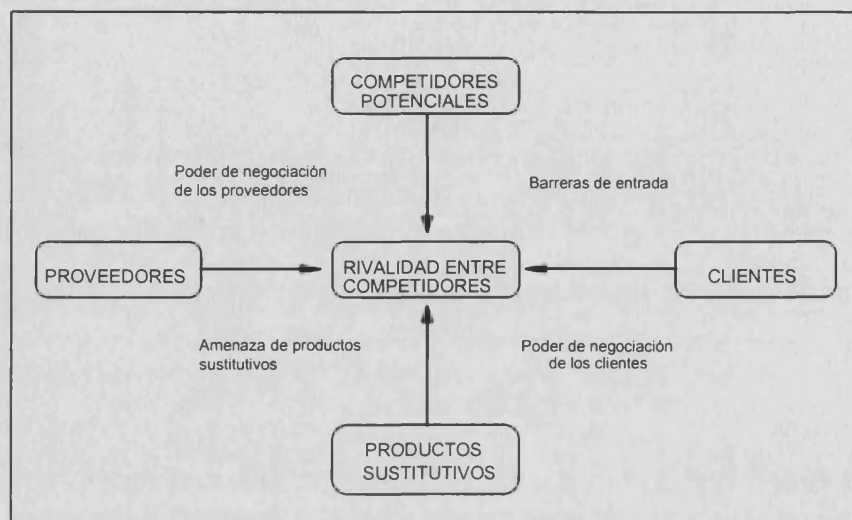 COMPETIDORES
POTENCIALES
Poder de negociación
de los proveedores
Barreras de entrada
PROVEEDORES
RIVALIDAD ENTRE
COMPETIDORES
CLIENTES
Amenaza de productos
sustitutivos
Poder de negociación
de los clientes
PRODUCTOS
SUSTITUTIVOS